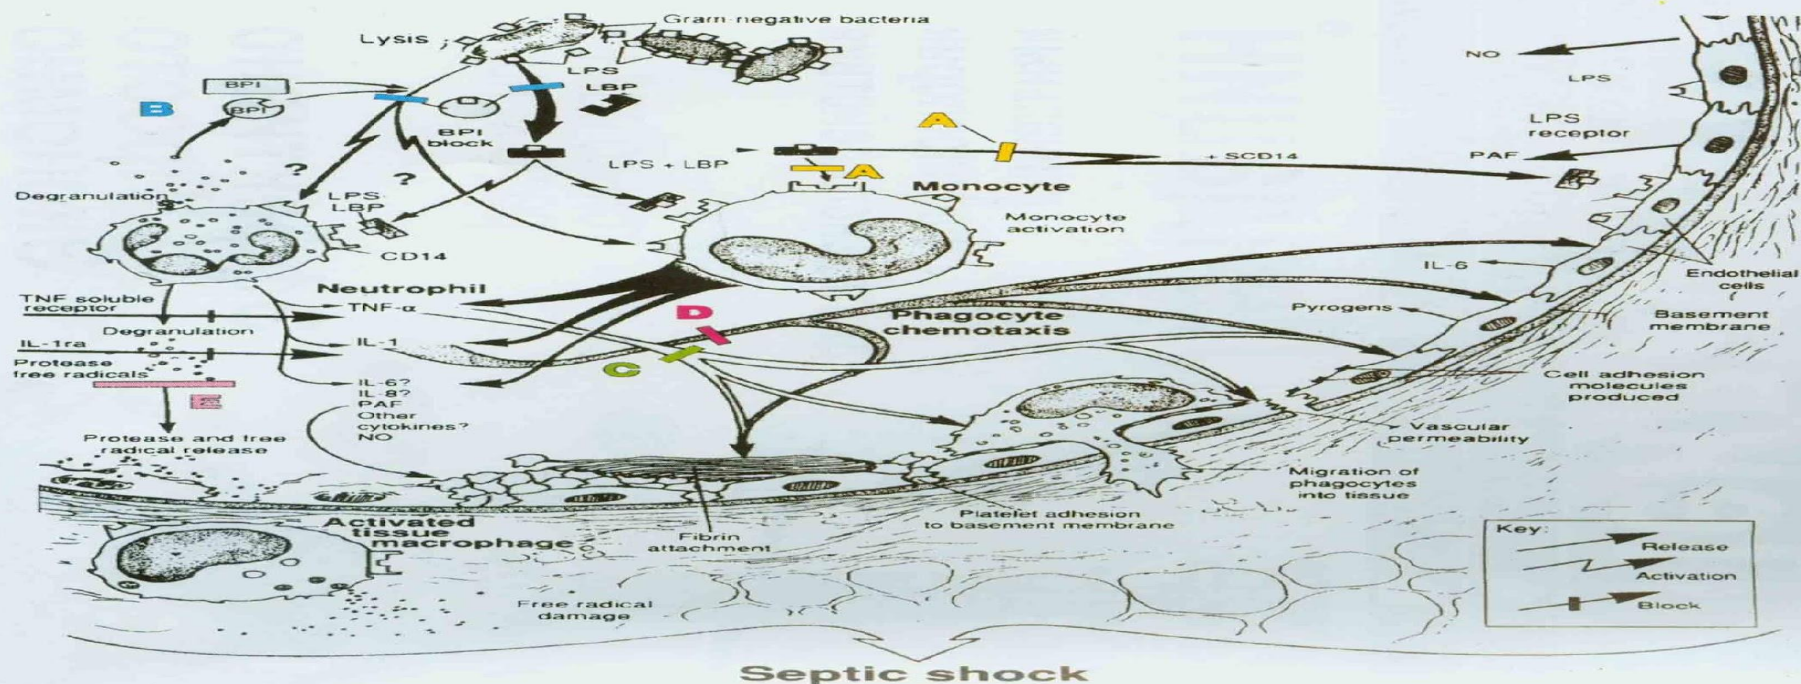 Gram-negative bacteria
Lysis
LPS
LBP
BPI
BPI
B
BPI
block
?
?
LPS + LBP
A
A
+ SCD14
NO
LPS
LPS
receptor
PAF
Degranulation
LPS
LBP
CD14
Monocyte
Monocyte
activation
Neutrophil
TNF soluble
receptor
TNF-α
Degranulation
IL-1ra
IL-1
Protease
free radicals
E
IL-6?
IL-8?
PAF
Other
cytokines?
NO
D
C
Phagocyte
chemotaxis
IL-6
Pyrogens
Endothelial
cells
Basement
membrane
Cell adhesion
molecules
produced
Vascular
permeability
Migration of
phagocytes
into tissue
Protease and free
radical release
Platelet adhesion
to basement membrane
Fibrin
attachment
Activated
tissue
macrophage
Free radical
damage
Key:
Release
Activation
Block
Septic shock